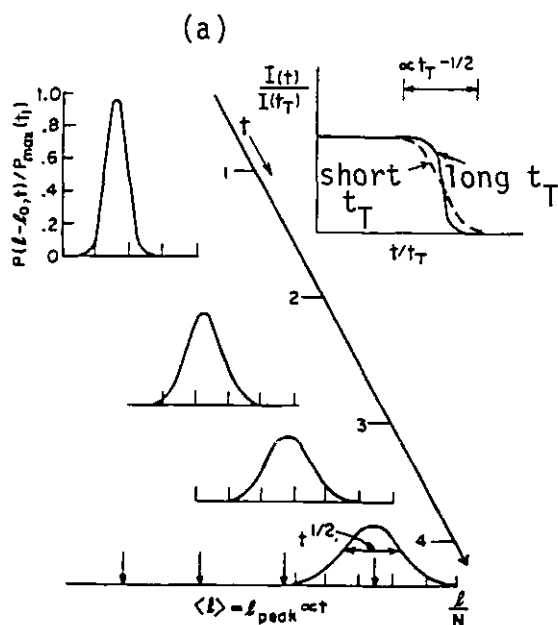 (a)
1.0
.8
.6
.4
.2
0
P(ℓ-ℓ₀,t)/P_max(t)
t
1
2
3
4
I(t)
I(t_T)
∝t_T^-1/2
short t_T
long t_T
t/t_T
t^1/2
⟨ℓ⟩ = ℓ_peak ∝ t
ℓ
N